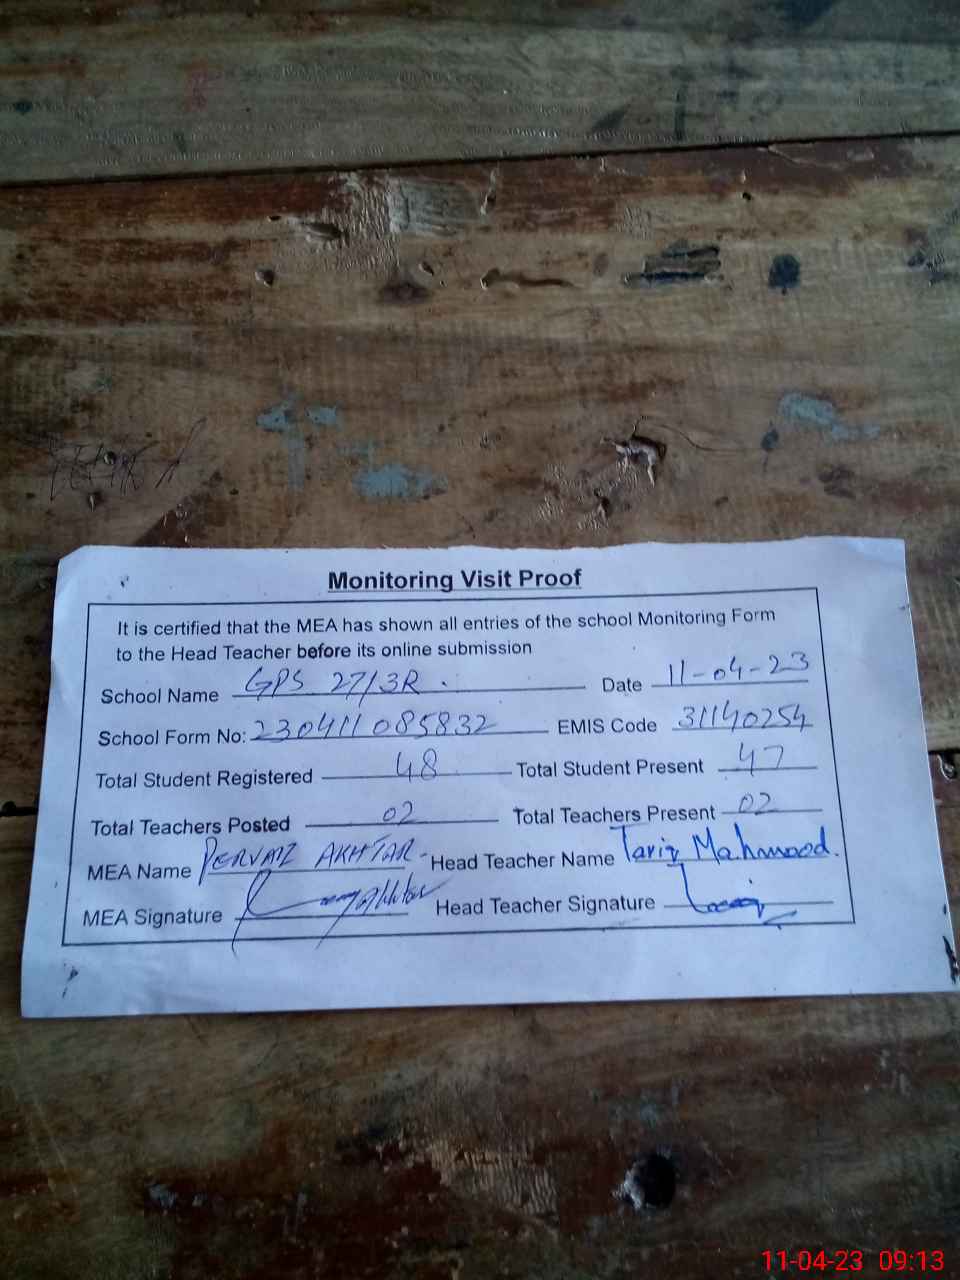 Monitoring Visit Proof
It is certified that the MEA has shown all entries of the school Monitoring Form
to the Head Teacher before its online submission
School Name GPS 27/3R. Date 11-04-23
School Form No: 230411085832 EMIS Code 31140254
Total Student Registered 48 Total Student Present 47
Total Teachers Posted 02 Total Teachers Present 02
MEA Name PERVAIZ AKHTAR- Head Teacher Name Tariq Mahmood.
MEA Signature Head Teacher Signature
11-04-23 09:13